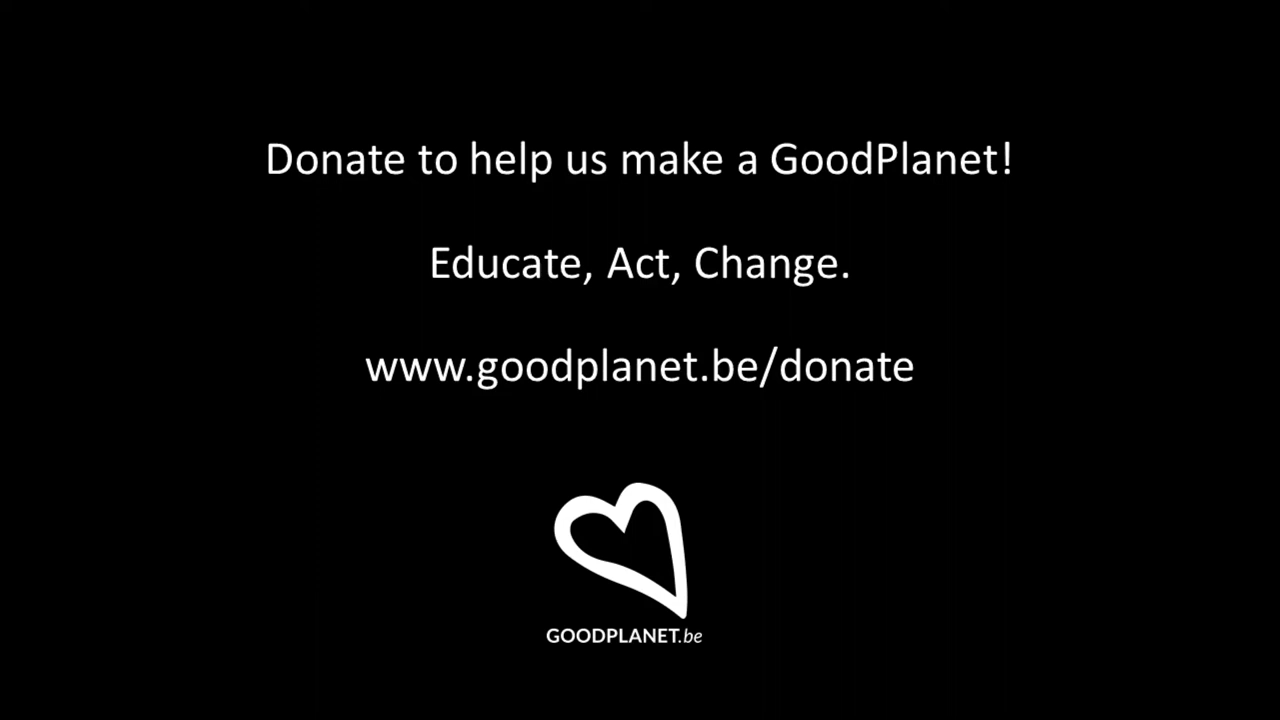 Donate to help us make a GoodPlanet!
Educate, Act, Change.
www.goodplanet.be/donate
GOODPLANET.be